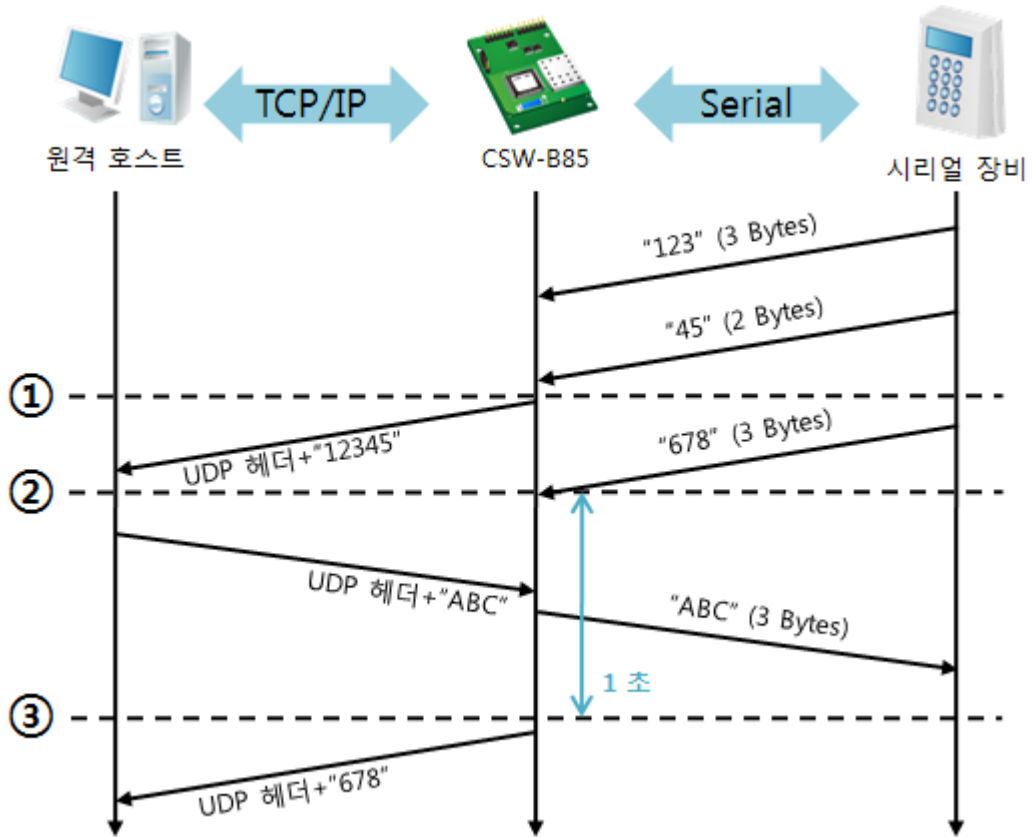 TCP/IP
Serial
원격 호스트
CSW-B85
시리얼 장비
"123" (3 Bytes)
"45" (2 Bytes)
①
UDP 헤더+"12345"
"678" (3 Bytes)
②
UDP 헤더+"ABC"
"ABC" (3 Bytes)
1 초
③
UDP 헤더+"678"